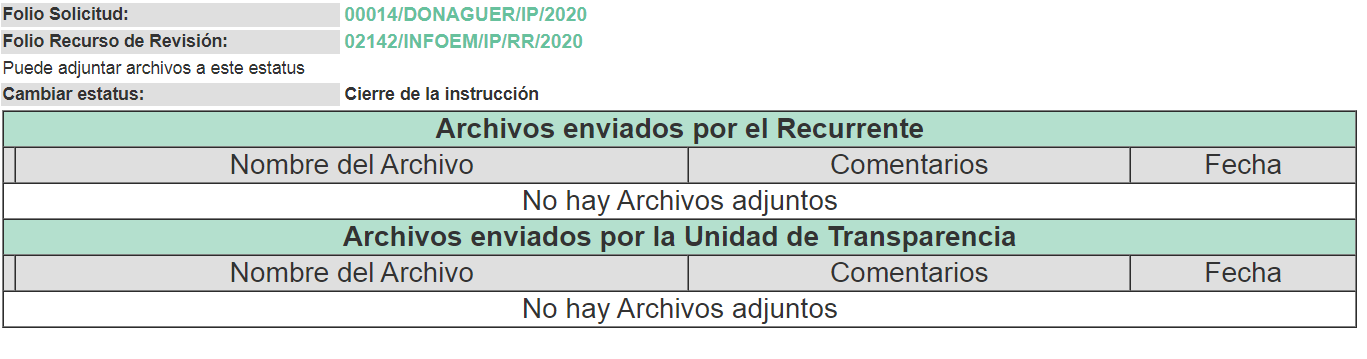 Folio Solicitud: 00014/DONAGUER/IP/2020
Folio Recurso de Revisión: 02142/INFOEM/IP/RR/2020
Puede adjuntar archivos a este estatus
Cambiar estatus: Cierre de la instrucción
Archivos enviados por el Recurrente
Nombre del Archivo Comentarios Fecha
No hay Archivos adjuntos
Archivos enviados por la Unidad de Transparencia
Nombre del Archivo Comentarios Fecha
No hay Archivos adjuntos